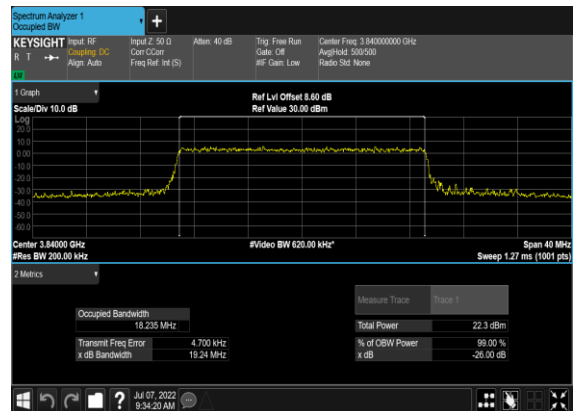 Spectrum Analyzer 1
Occupied BW
KEYSIGHT Input: RF Input Z: 50 Ω Atten: 40 dB Trig: Free Run Center Freq: 3.840000000 GHz
R T Coupling: DC Corr CCorr Gate: Off Avg|Hold: 500/500
Align: Auto Freq Ref: Int (S) #IF Gain: Low Radio Std: None
LW
1 Graph Ref Lvl Offset 8.60 dB
Scale/Div 10.0 dB Ref Value 30.00 dBm
Log
20.0
10.0
0.00
-10.0
-20.0
-30.0
-40.0
-50.0
-60.0
Center 3.84000 GHz #Video BW 620.00 kHz* Span 40 MHz
#Res BW 200.00 kHz Sweep 1.27 ms (1001 pts)
2 Metrics
Measure Trace Trace 1
Occupied Bandwidth
18.235 MHz Total Power 22.3 dBm
Transmit Freq Error 4.700 kHz % of OBW Power 99.00 %
x dB Bandwidth 19.24 MHz x dB -26.00 dB
? Jul 07, 2022
9:34:20 AM